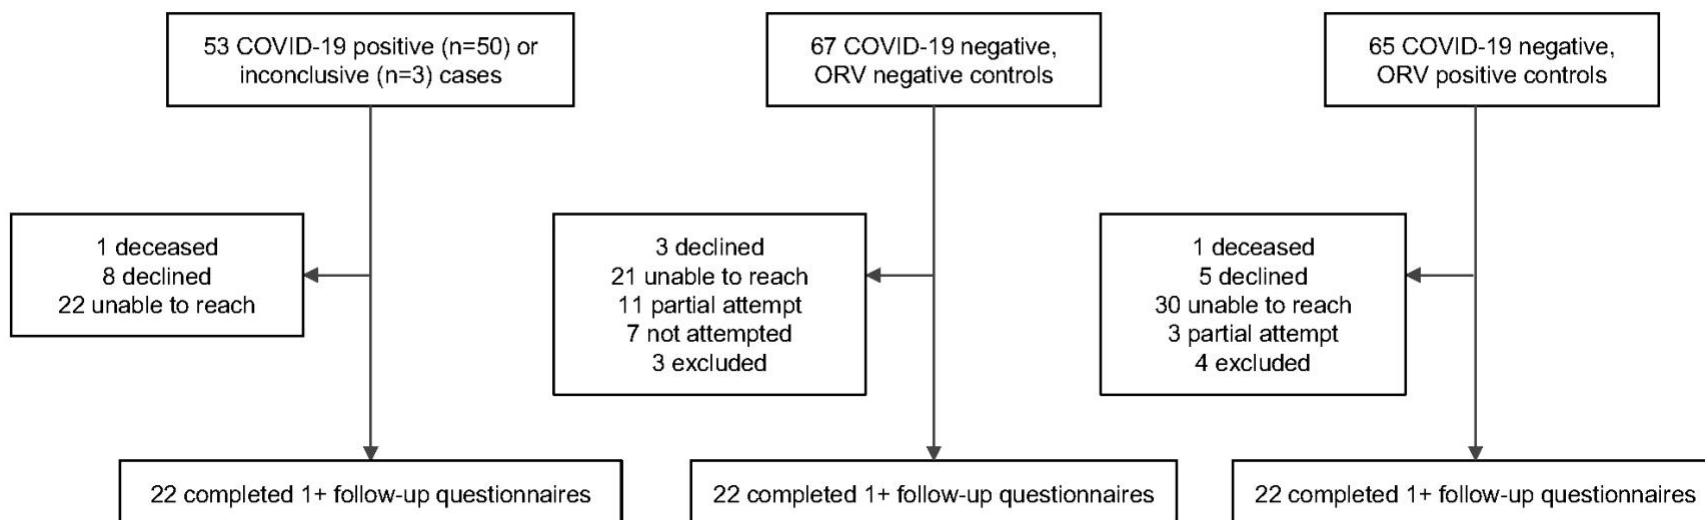 53 COVID-19 positive (n=50) or
inconclusive (n=3) cases
67 COVID-19 negative,
ORV negative controls
65 COVID-19 negative,
ORV positive controls
1 deceased
8 declined
22 unable to reach
3 declined
21 unable to reach
11 partial attempt
7 not attempted
3 excluded
1 deceased
5 declined
30 unable to reach
3 partial attempt
4 excluded
22 completed 1+ follow-up questionnaires
22 completed 1+ follow-up questionnaires
22 completed 1+ follow-up questionnaires